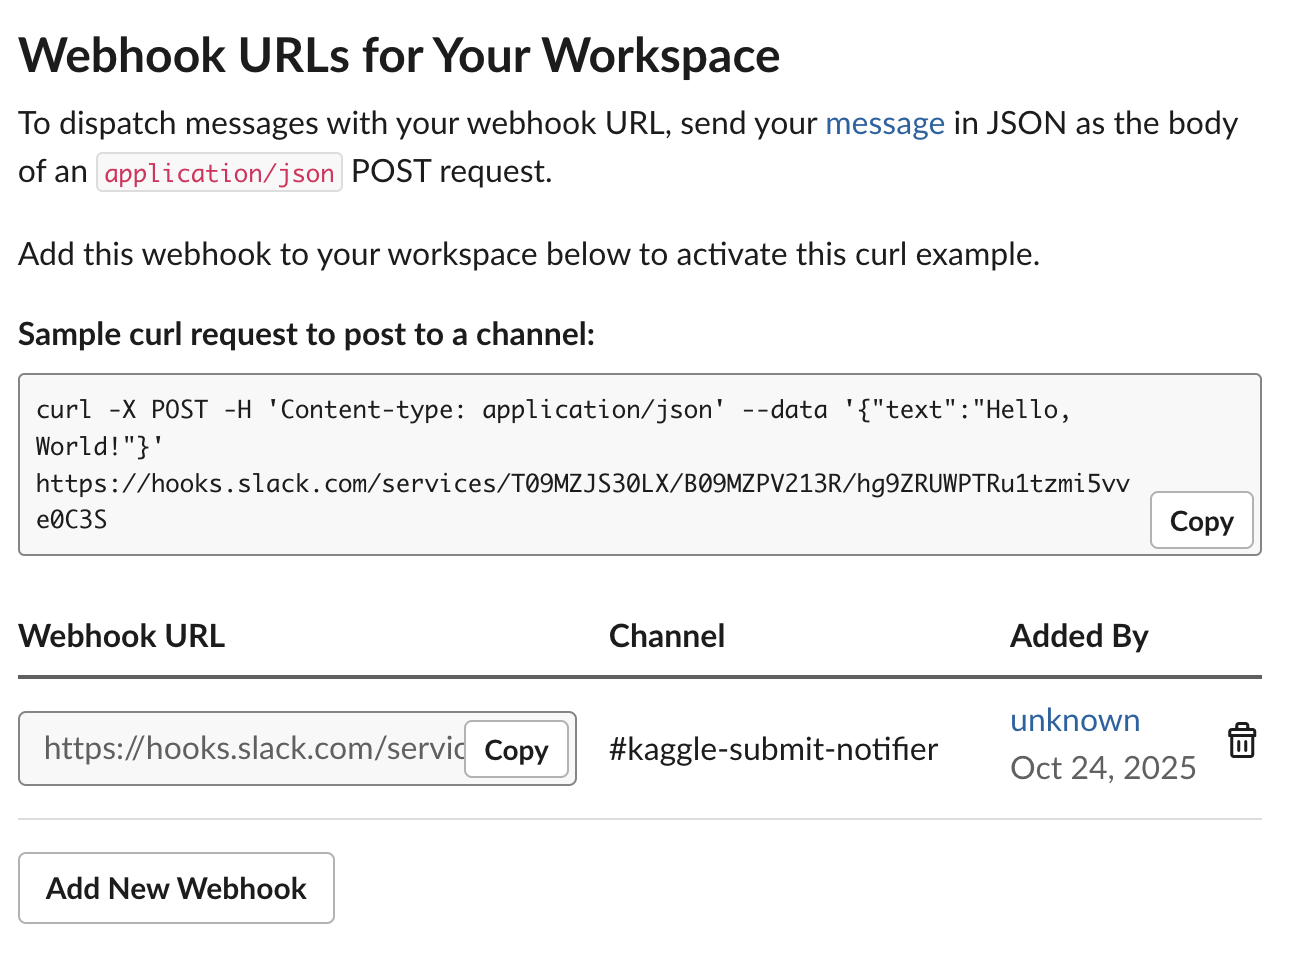 Webhook URLs for Your Workspace
To dispatch messages with your webhook URL, send your message in JSON as the body
of an application/json POST request.
Add this webhook to your workspace below to activate this curl example.
Sample curl request to post to a channel:
curl -X POST -H 'Content-type: application/json' --data '{"text":"Hello,
World!"}'
https://hooks.slack.com/services/T09MZJS30LX/B09MZPV213R/hg9ZRUWPTRu1tzmi5vv
e0C3S
Copy
Webhook URL Channel Added By
https://hooks.slack.com/servic Copy #kaggle-submit-notifier unknown
Oct 24, 2025
Add New Webhook